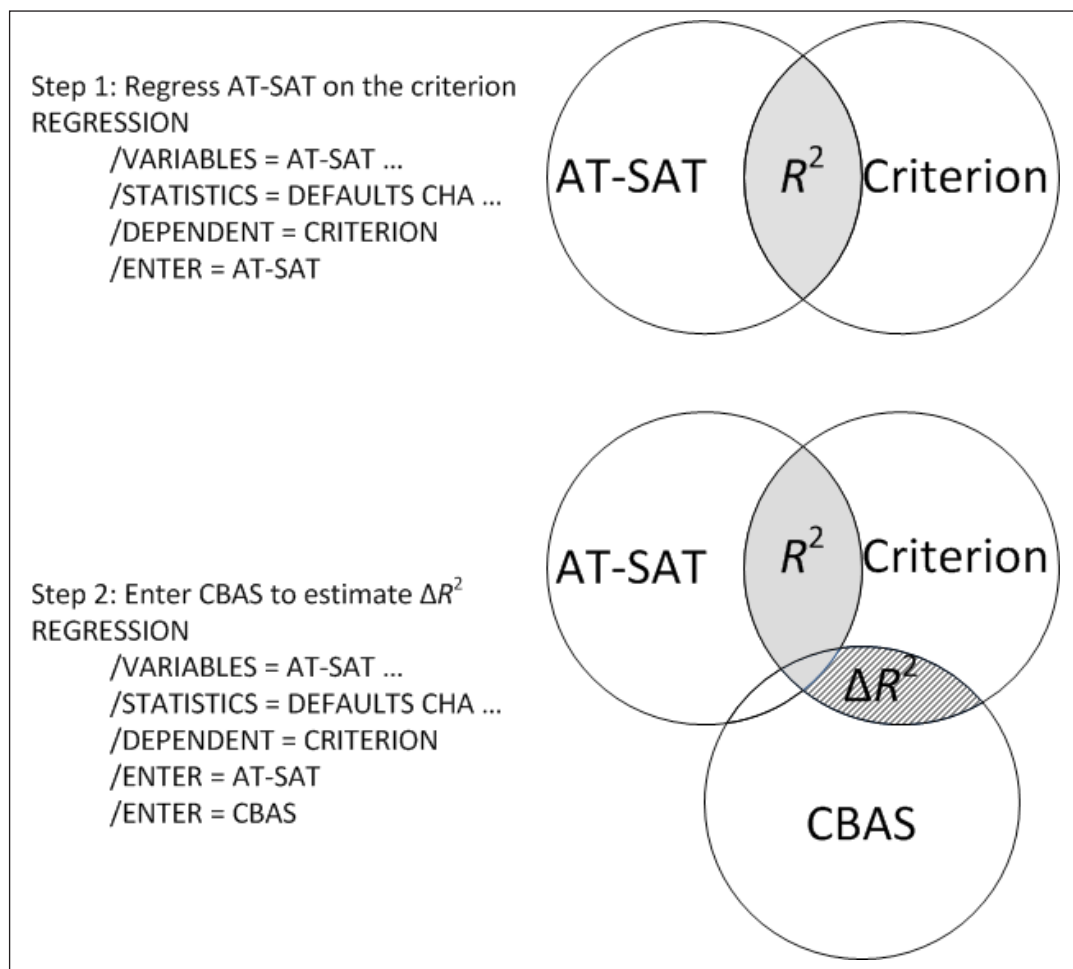 Step 1: Regress AT-SAT on the criterion
REGRESSION
/VARIABLES = AT-SAT ...
/STATISTICS = DEFAULTS CHA ...
/DEPENDENT = CRITERION
/ENTER = AT-SAT
AT-SAT R² Criterion
AT-SAT R² Criterion
Step 2: Enter CBAS to estimate ΔR²
REGRESSION
/VARIABLES = AT-SAT ...
/STATISTICS = DEFAULTS CHA ...
/DEPENDENT = CRITERION
/ENTER = AT-SAT
/ENTER = CBAS
ΔR²
CBAS